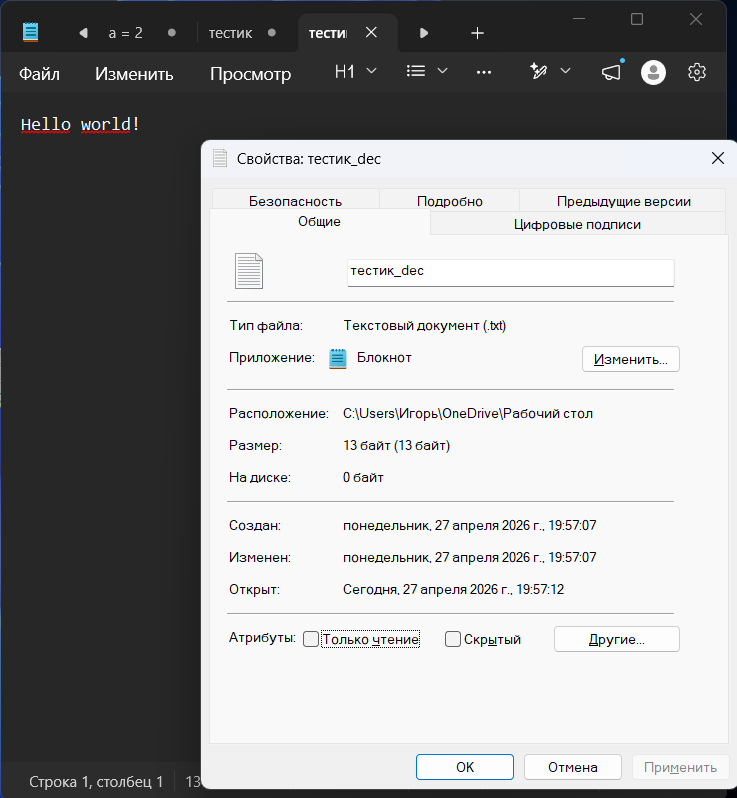 a = 2 тестик тести
Файл Изменить Просмотр H1
Hello world!
Свойства: тестик_dec
Безопасность Подробно Предыдущие версии
Общие Цифровые подписи
тестик_dec
Тип файла: Текстовый документ (.txt)
Приложение: Блокнот Изменить...
Расположение: C:\Users\Игорь\OneDrive\Рабочий стол
Размер: 13 байт (13 байт)
На диске: 0 байт
Создан: понедельник, 27 апреля 2026 г., 19:57:07
Изменен: понедельник, 27 апреля 2026 г., 19:57:07
Открыт: Сегодня, 27 апреля 2026 г., 19:57:12
Атрибуты: Только чтение Скрытый Другие...
Строка 1, столбец 1 13
ОК Отмена Применить